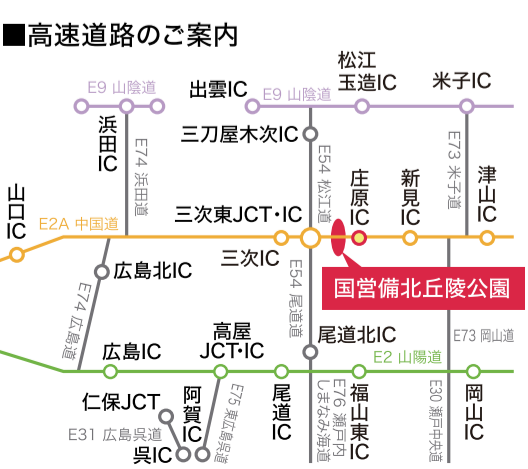 ■高速道路のご案内
E9 山陰道
出雲IC
E9 山陰道
松江
玉造IC
米子IC
浜田IC
E74 浜田道
三刀屋木次IC
E54 松江道
E73 米子道
山口IC
E2A 中国道
三次東JCT・IC
庄原IC
新見IC
津山IC
三次IC
広島北IC
E74 広島道
E54 尾道道
国営備北丘陵公園
尾道北IC
E73 岡山道
広島IC
高屋
JCT・IC
E2 山陽道
仁保JCT
阿賀IC
E75 東広島呉道
尾道IC
E76 瀬戸内
しまなみ海道
福山東IC
E30 瀬戸中央道
岡山IC
E31 広島呉道
呉IC